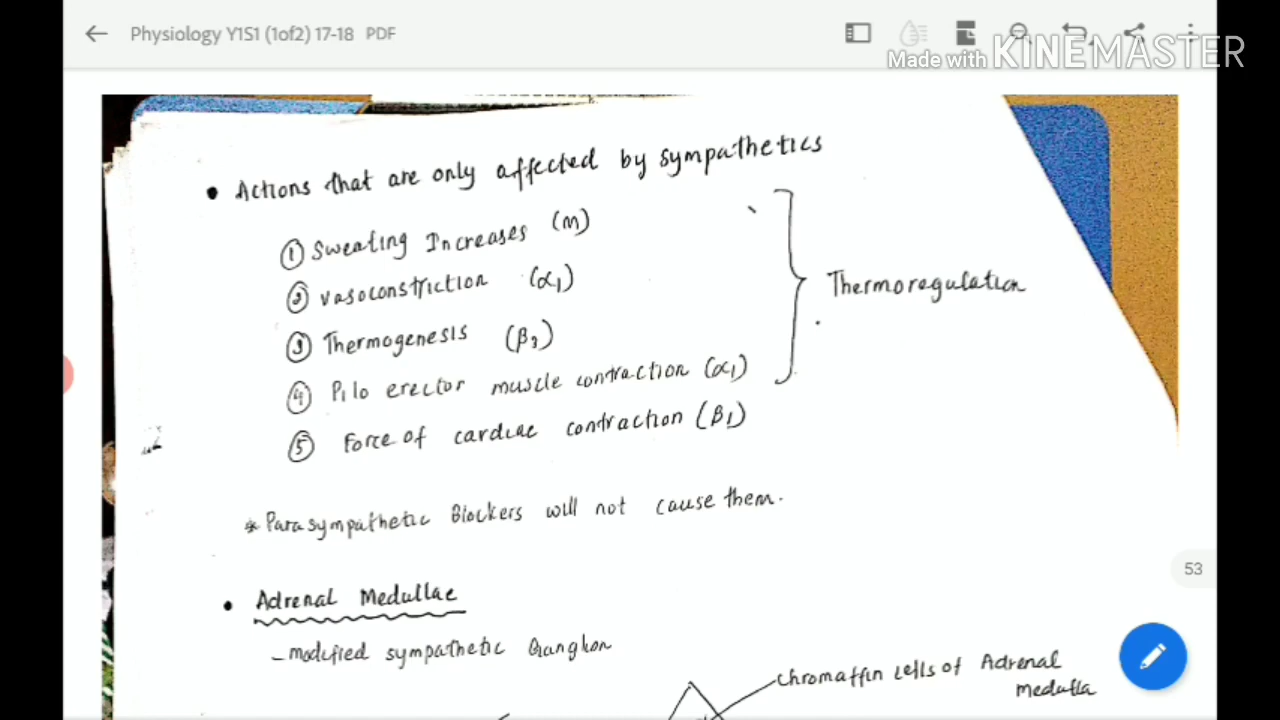 Physiology Y1S1 (1of2) 17-18 PDF
Made with KINEMASTER
• Actions that are only affected by sympathetics
① Sweating Increases (M)
② Vasoconstriction (α1)
③ Thermogenesis (β3)
④ Pilo erector muscle contraction (α1)
Thermoregulation
⑤ Force of cardiac contraction (β1)
* Parasympathetic Blockers will not cause them.
53
• Adrenal Medullae
- modified sympathetic Ganglion
chromaffin cells of Adrenal
medulla